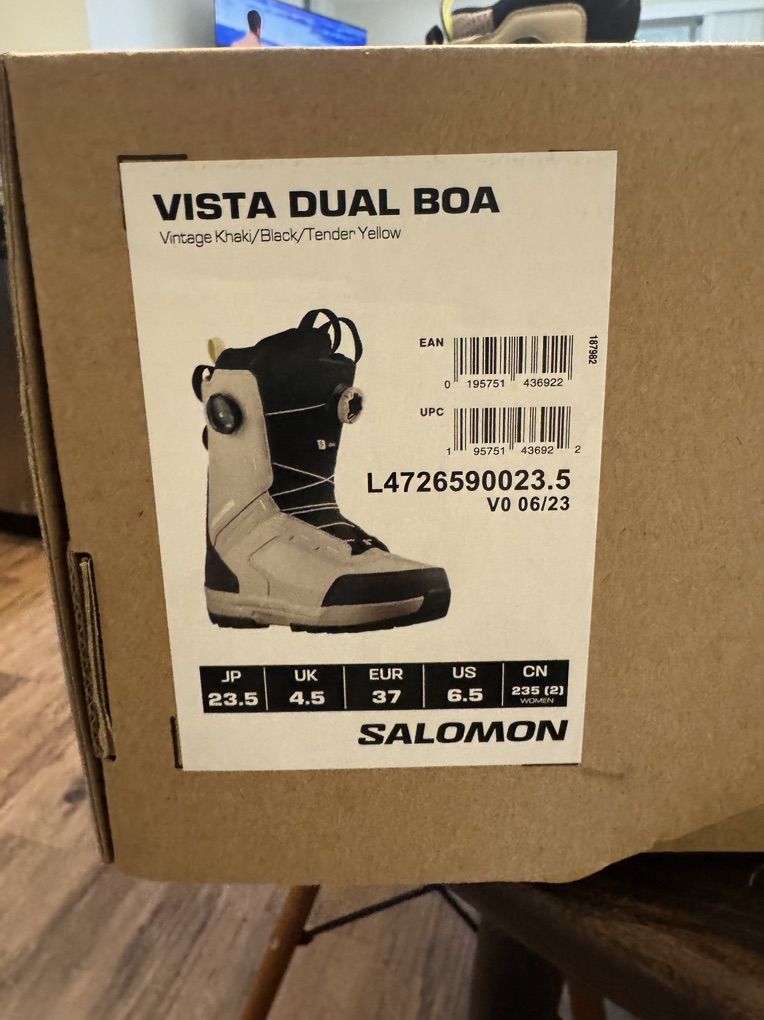 VISTA DUAL BOA
Vintage Khaki/Black/Tender Yellow
EAN
0 195751 436922
187982
UPC
1 95751 43692 2
L4726590023.5
V0 06/23
JP UK EUR US CN
23.5 4.5 37 6.5 235 (2)
WOMEN
SALOMON